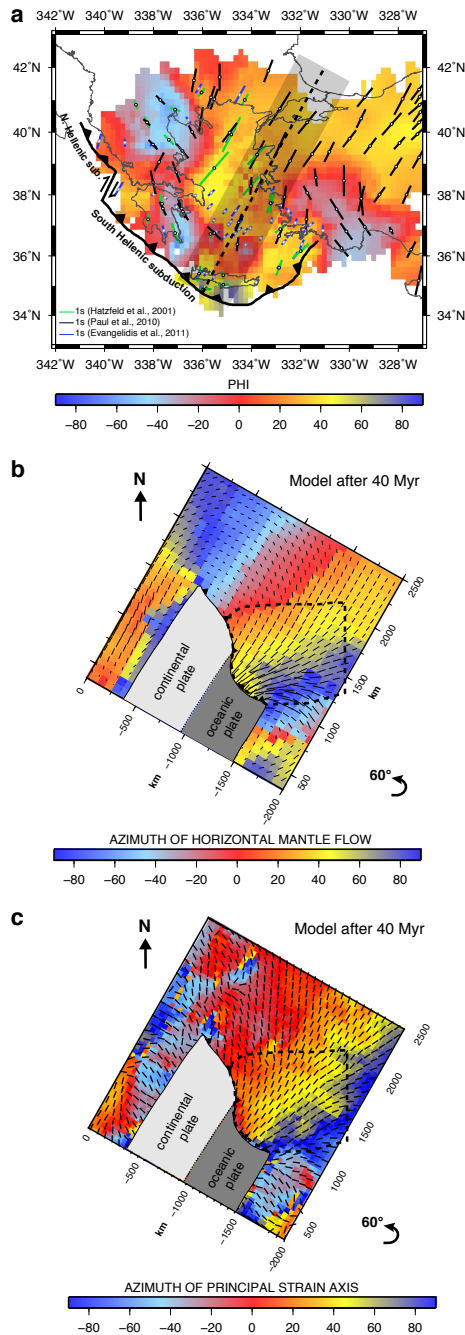 a
342°W 340°W 338°W 336°W 334°W 332°W 330°W 328°W
42°N 42°N
40°N 40°N
38°N 38°N
36°N 36°N
34°N 34°N
N. Hellenic sub.
South Hellenic subduction
1s (Hatzfeld et al., 2001)
1s (Paul et al., 2010)
1s (Evangelidis et al., 2011)
342°W 340°W 338°W 336°W 334°W 332°W 330°W 328°W
PHI
−80 −60 −40 −20 0 20 40 60 80
b
N
Model after 40 Myr
continental
plate
oceanic
plate
0 −500 −1000 −1500 −2000
km
500 1000 1500 2000 2500
km
60°
AZIMUTH OF HORIZONTAL MANTLE FLOW
−80 −60 −40 −20 0 20 40 60 80
c
N
Model after 40 Myr
continental
plate
oceanic
plate
0 −500 −1000 −1500 −2000
km
500 1000 1500 2000 2500
60°
AZIMUTH OF PRINCIPAL STRAIN AXIS
−80 −60 −40 −20 0 20 40 60 80